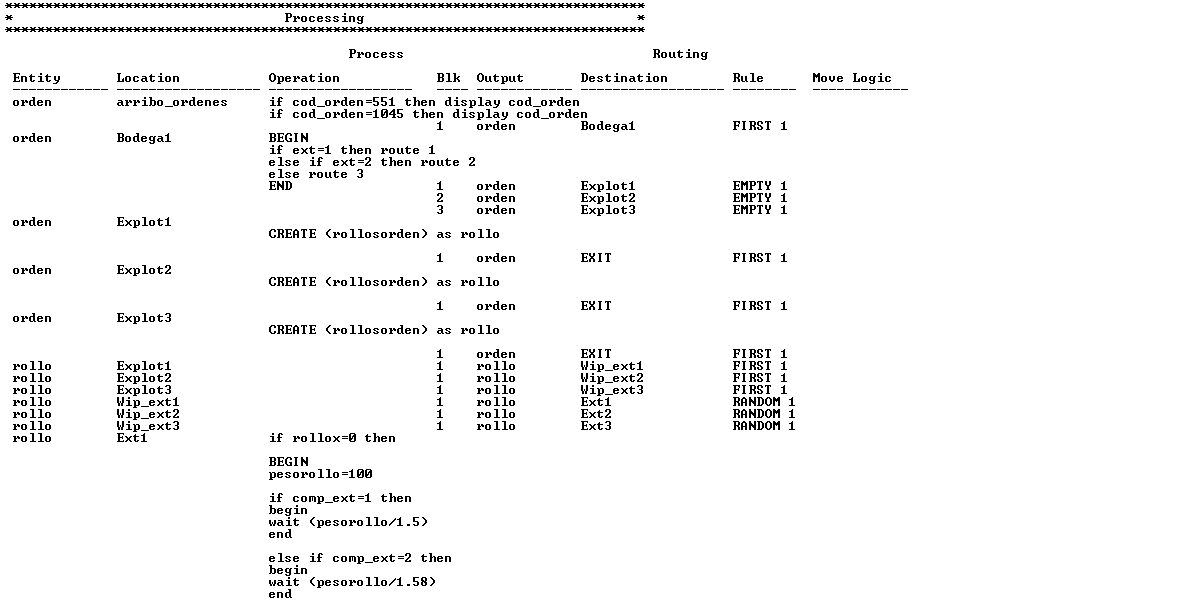 ********************************************************************************
*                                  Processing                                  *
********************************************************************************
                                           Process                               Routing
 Entity       Location           Operation            Blk  Output       Destination        Rule      Move Logic
 ------------ ------------------ ------------------   ---- ------------ ------------------ --------  ------------
 orden        arribo_ordenes     if cod_orden=551 then display cod_orden
                                 if cod_orden=1045 then display cod_orden
                                                      1    orden        Bodega1            FIRST 1
 orden        Bodega1            BEGIN
                                 if ext=1 then route 1
                                 else if ext=2 then route 2
                                 else route 3
                                 END                  1    orden        Explot1            EMPTY 1
                                                      2    orden        Explot2            EMPTY 1
                                                      3    orden        Explot3            EMPTY 1
 orden        Explot1
                                 CREATE (rollosorden) as rollo
                                                      1    orden        EXIT               FIRST 1
 orden        Explot2
                                 CREATE (rollosorden) as rollo
                                                      1    orden        EXIT               FIRST 1
 orden        Explot3
                                 CREATE (rollosorden) as rollo
                                                      1    orden        EXIT               FIRST 1
 rollo        Explot1                                 1    rollo        Wip_ext1           FIRST 1
 rollo        Explot2                                 1    rollo        Wip_ext2           FIRST 1
 rollo        Explot3                                 1    rollo        Wip_ext3           FIRST 1
 rollo        Wip_ext1                                1    rollo        Ext1               RANDOM 1
 rollo        Wip_ext2                                1    rollo        Ext2               RANDOM 1
 rollo        Wip_ext3                                1    rollo        Ext3               RANDOM 1
 rollo        Ext1               if rollox=0 then
                                 BEGIN
                                 pesorollo=100
                                 if comp_ext=1 then
                                 begin
                                 wait (pesorollo/1.5)
                                 end
                                 else if comp_ext=2 then
                                 begin
                                 wait (pesorollo/1.58)
                                 end